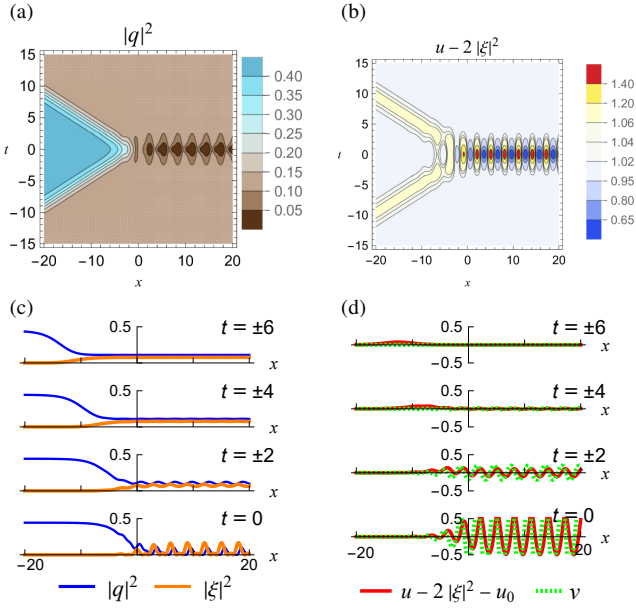 (a)
|q|²
15
10
5
t 0
−5
−10
−15
−20 −10 0 10 20
x
0.40
0.35
0.30
0.25
0.20
0.15
0.10
0.05
(b)
u − 2 |ξ|²
15
10
5
t 0
−5
−10
−15
−20 −10 0 10 20
x
1.40
1.20
1.06
1.04
1.02
0.95
0.80
0.65
(c)
0.5 t = ±6
x
0.5 t = ±4
x
0.5 t = ±2
x
0.5 t = 0
x
−20 20
|q|² |ξ|²
(d)
0.5 t = ±6
x
−0.5
0.5 t = ±4
x
−0.5
0.5 t = ±2
x
−0.5
0.5 t = 0
x
−20 −0.5 20
u − 2 |ξ|² − u₀ v